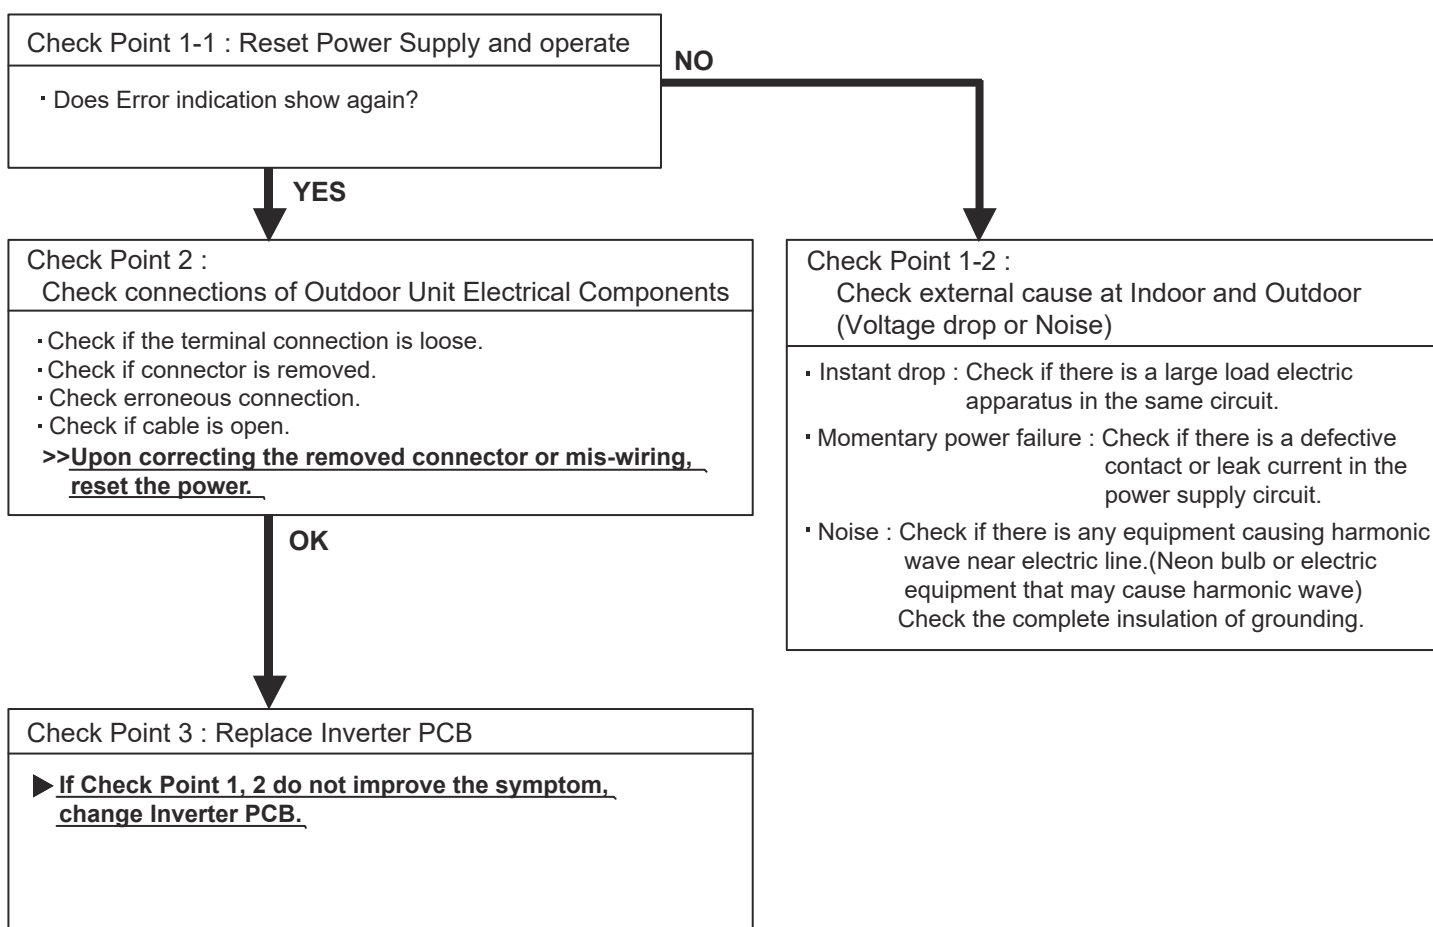 Check Point 1-1 : Reset Power Supply and operate
· Does Error indication show again?
NO
YES
Check Point 2 :
Check connections of Outdoor Unit Electrical Components
· Check if the terminal connection is loose.
· Check if connector is removed.
· Check erroneous connection.
· Check if cable is open.
>>Upon correcting the removed connector or mis-wiring,
reset the power.
OK
Check Point 1-2 :
Check external cause at Indoor and Outdoor
(Voltage drop or Noise)
· Instant drop : Check if there is a large load electric
apparatus in the same circuit.
· Momentary power failure : Check if there is a defective
contact or leak current in the
power supply circuit.
· Noise : Check if there is any equipment causing harmonic
wave near electric line.(Neon bulb or electric
equipment that may cause harmonic wave)
Check the complete insulation of grounding.
Check Point 3 : Replace Inverter PCB
▶ If Check Point 1, 2 do not improve the symptom,
change Inverter PCB.